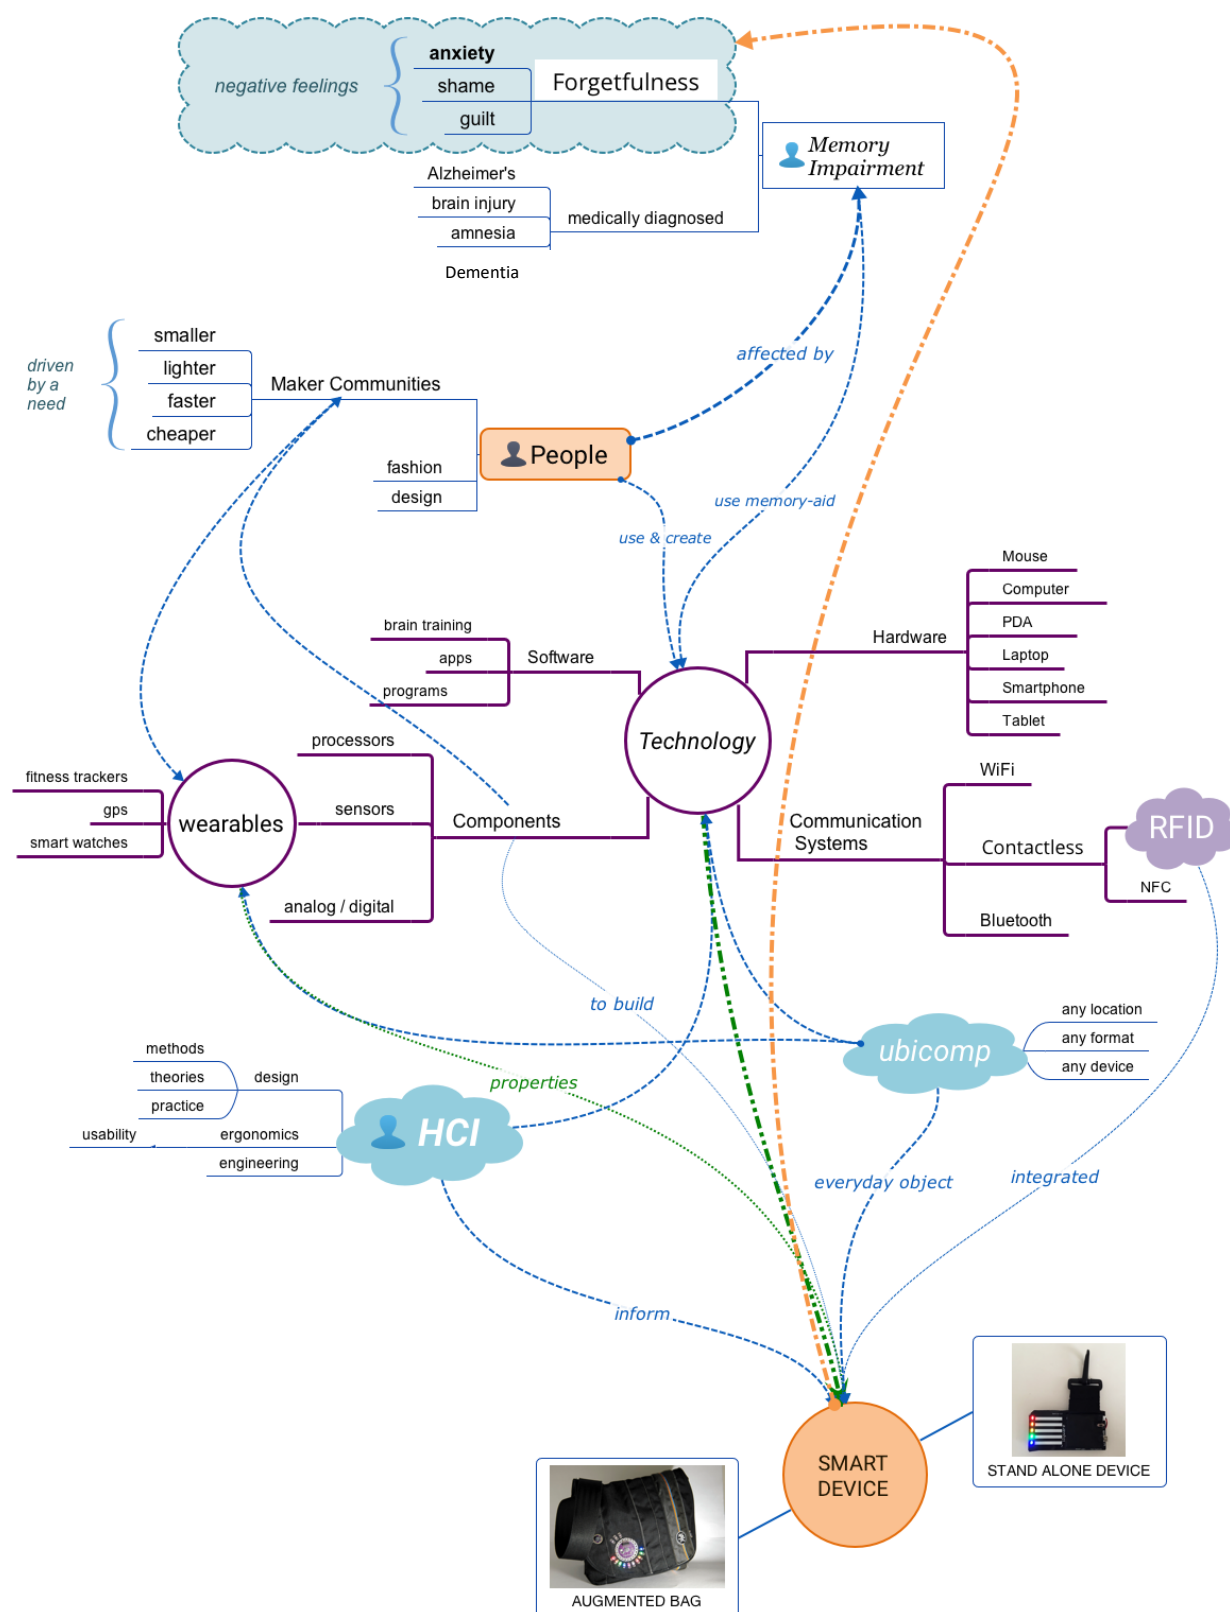 anxiety
negative feelings
shame
Forgetfulness
guilt
Memory
Impairment
Alzheimer's
brain injury
medically diagnosed
amnesia
Dementia
smaller
driven
by a
need
lighter
faster
cheaper
Maker Communities
affected by
People
fashion
design
use memory-aid
use & create
Mouse
Computer
PDA
Laptop
Smartphone
Tablet
Hardware
brain training
apps
programs
Software
Technology
processors
sensors
analog / digital
Components
fitness trackers
gps
smart watches
wearables
WiFi
Communication
Systems
Contactless
RFID
NFC
Bluetooth
to build
ubicomp
any location
any format
any device
properties
methods
theories
practice
design
usability
ergonomics
engineering
HCI
everyday object
integrated
inform
SMART
DEVICE
STAND ALONE DEVICE
AUGMENTED BAG